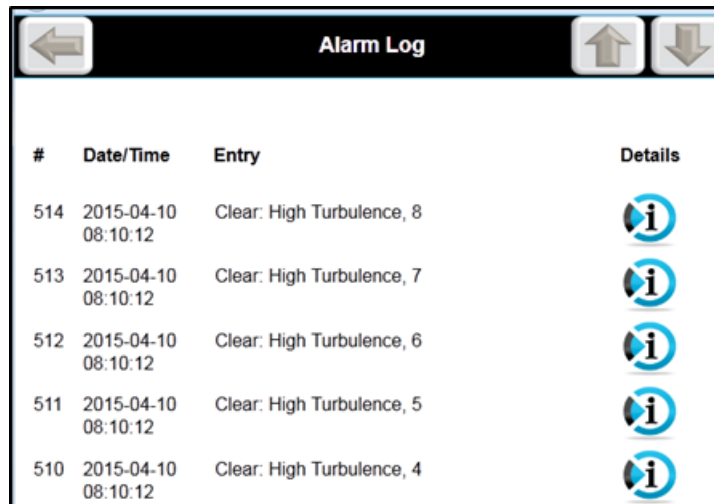 Alarm Log
# Date/Time Entry Details
514 2015-04-10 Clear: High Turbulence, 8
08:10:12
513 2015-04-10 Clear: High Turbulence, 7
08:10:12
512 2015-04-10 Clear: High Turbulence, 6
08:10:12
511 2015-04-10 Clear: High Turbulence, 5
08:10:12
510 2015-04-10 Clear: High Turbulence, 4
08:10:12